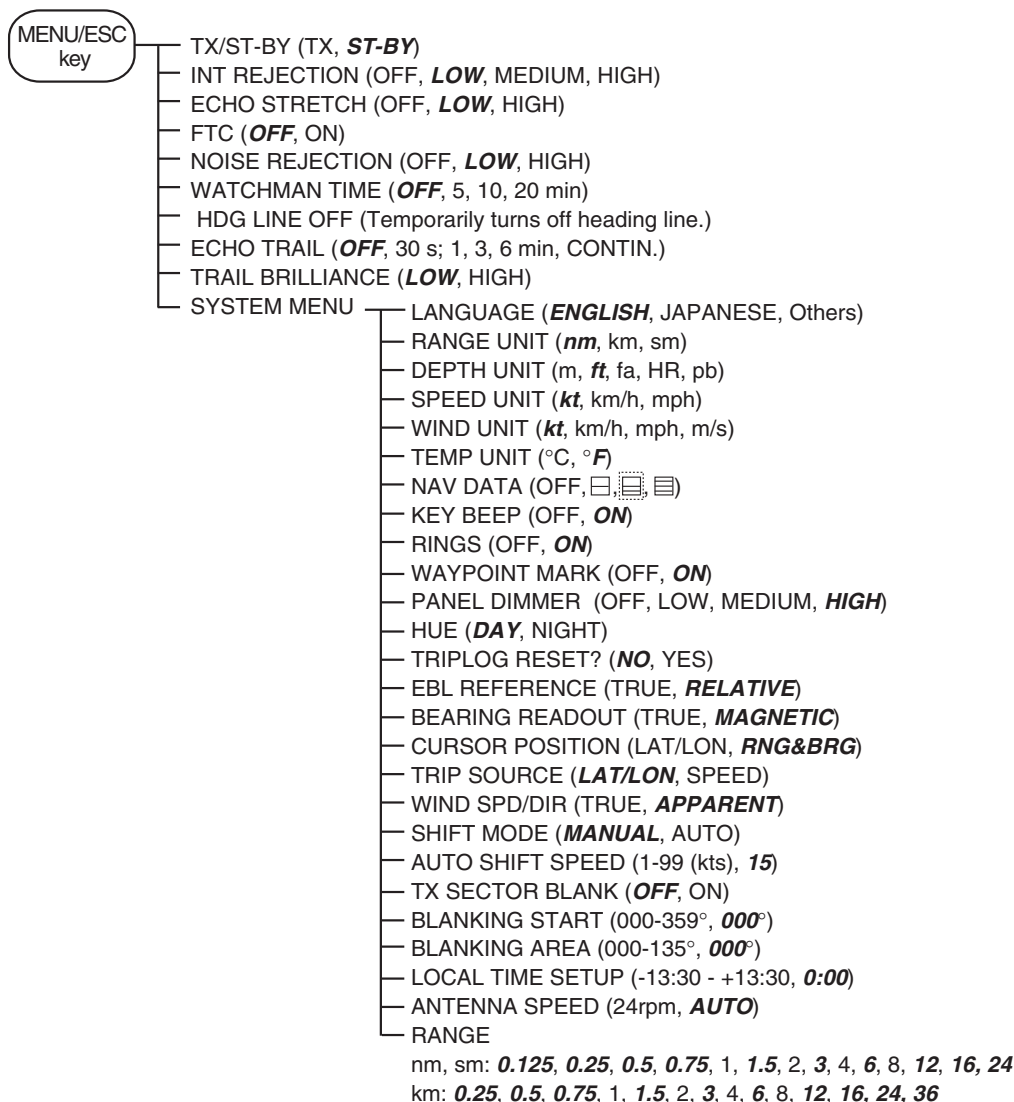 MENU/ESC
key
TX/ST-BY (TX, ST-BY)
INT REJECTION (OFF, LOW, MEDIUM, HIGH)
ECHO STRETCH (OFF, LOW, HIGH)
FTC (OFF, ON)
NOISE REJECTION (OFF, LOW, HIGH)
WATCHMAN TIME (OFF, 5, 10, 20 min)
HDG LINE OFF (Temporarily turns off heading line.)
ECHO TRAIL (OFF, 30 s; 1, 3, 6 min, CONTIN.)
TRAIL BRILLIANCE (LOW, HIGH)
SYSTEM MENU
LANGUAGE (ENGLISH, JAPANESE, Others)
RANGE UNIT (nm, km, sm)
DEPTH UNIT (m, ft, fa, HR, pb)
SPEED UNIT (kt, km/h, mph)
WIND UNIT (kt, km/h, mph, m/s)
TEMP UNIT (°C, °F)
NAV DATA (OFF, , , )
KEY BEEP (OFF, ON)
RINGS (OFF, ON)
WAYPOINT MARK (OFF, ON)
PANEL DIMMER (OFF, LOW, MEDIUM, HIGH)
HUE (DAY, NIGHT)
TRIPLOG RESET? (NO, YES)
EBL REFERENCE (TRUE, RELATIVE)
BEARING READOUT (TRUE, MAGNETIC)
CURSOR POSITION (LAT/LON, RNG&BRG)
TRIP SOURCE (LAT/LON, SPEED)
WIND SPD/DIR (TRUE, APPARENT)
SHIFT MODE (MANUAL, AUTO)
AUTO SHIFT SPEED (1-99 (kts), 15)
TX SECTOR BLANK (OFF, ON)
BLANKING START (000-359°, 000°)
BLANKING AREA (000-135°, 000°)
LOCAL TIME SETUP (-13:30 - +13:30, 0:00)
ANTENNA SPEED (24rpm, AUTO)
RANGE
nm, sm: 0.125, 0.25, 0.5, 0.75, 1, 1.5, 2, 3, 4, 6, 8, 12, 16, 24
km: 0.25, 0.5, 0.75, 1, 1.5, 2, 3, 4, 6, 8, 12, 16, 24, 36